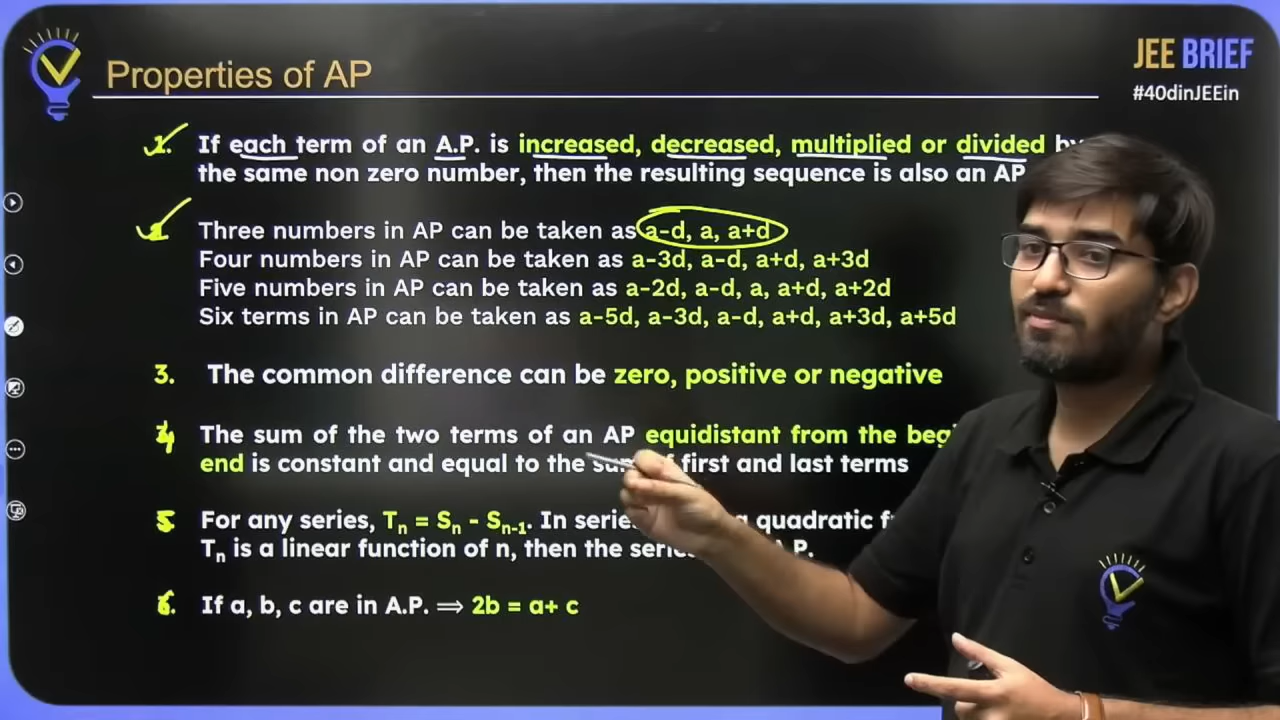 Properties of AP
JEE BRIEF
#40dinJEEin
1. If each term of an A.P. is increased, decreased, multiplied or divided by
the same non zero number, then the resulting sequence is also an AP
2. Three numbers in AP can be taken as a-d, a, a+d
Four numbers in AP can be taken as a-3d, a-d, a+d, a+3d
Five numbers in AP can be taken as a-2d, a-d, a, a+d, a+2d
Six terms in AP can be taken as a-5d, a-3d, a-d, a+d, a+3d, a+5d
3. The common difference can be zero, positive or negative
4 The sum of the two terms of an AP equidistant from the
end is constant and equal to the sum of first and last terms
5 For any series, Tn = Sn - Sn-1. In quadratic
Tn is a linear function of n, then the A.P.
6. If a, b, c are in A.P. ⟹ 2b = a+ c